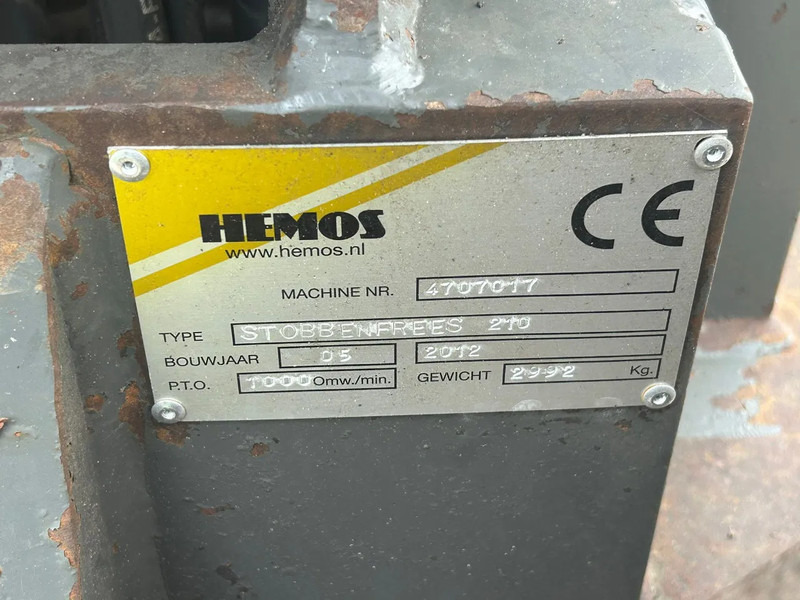 HEMOS
www.hemos.nl
CE
MACHINE NR. 4707017
TYPE STOBBENFREES 210
BOUWJAAR 05 2012
P.T.O. 1000 Omw./min. GEWICHT 2992 Kg.